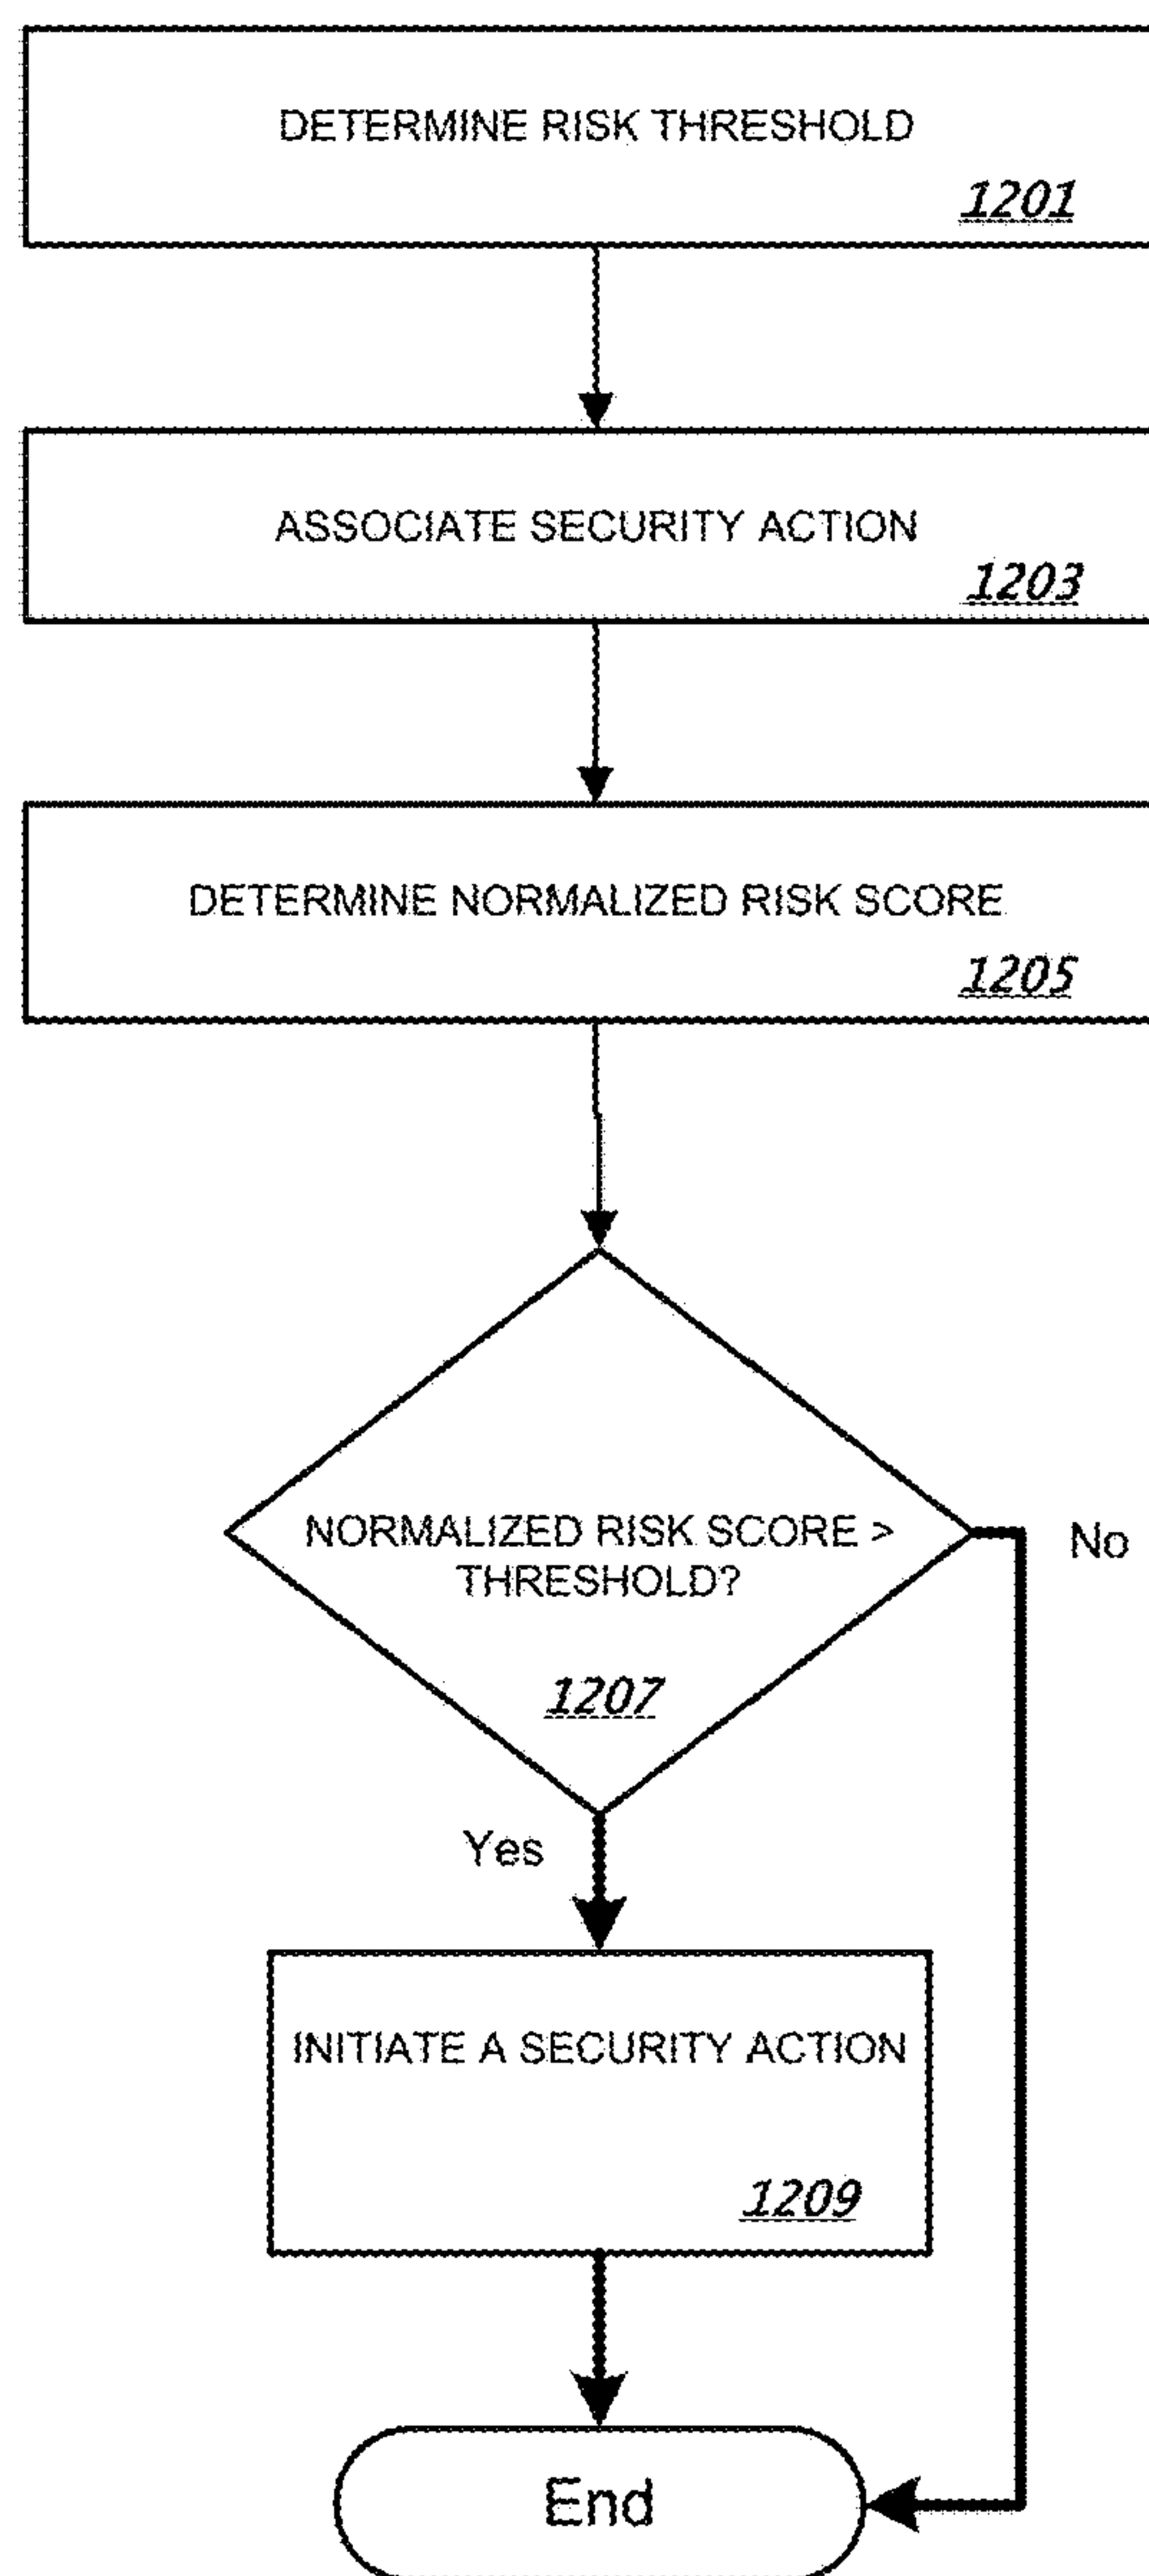 DETERMINE RISK THRESHOLD
1201
ASSOCIATE SECURITY ACTION
1203
DETERMINE NORMALIZED RISK SCORE
1205
NORMALIZED RISK SCORE >
THRESHOLD?
No
1207
Yes
INITIATE A SECURITY ACTION
1209
End